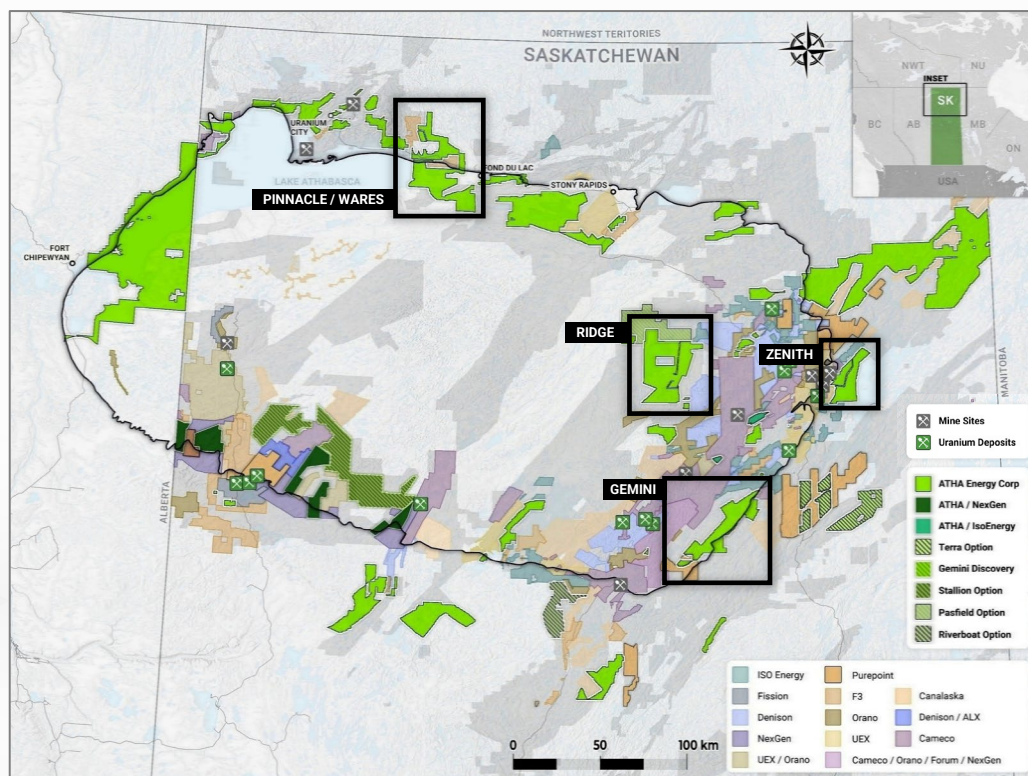 NORTHWEST TERRITORIES
SASKATCHEWAN
NWT
NU
INSET
SK
BC
AB
MB
ON
USA
URANIUM
CITY
LAKE ATHABASCA
FOND DU LAC
STONY RAPIDS
PINNACLE / WARES
FORT
CHIPEWYAN
RIDGE
ZENITH
MANITOBA
GEMINI
ALBERTA
Mine Sites
Uranium Deposits
ATHA Energy Corp
ATHA / NexGen
ATHA / IsoEnergy
Terra Option
Gemini Discovery
Stallion Option
Pasfield Option
Riverboat Option
ISO Energy
Purepoint
Fission
F3
Canalaska
Denison
Orano
Denison / ALX
NexGen
UEX
Cameco
UEX / Orano
Cameco / Orano / Forum / NexGen
0 50 100 km